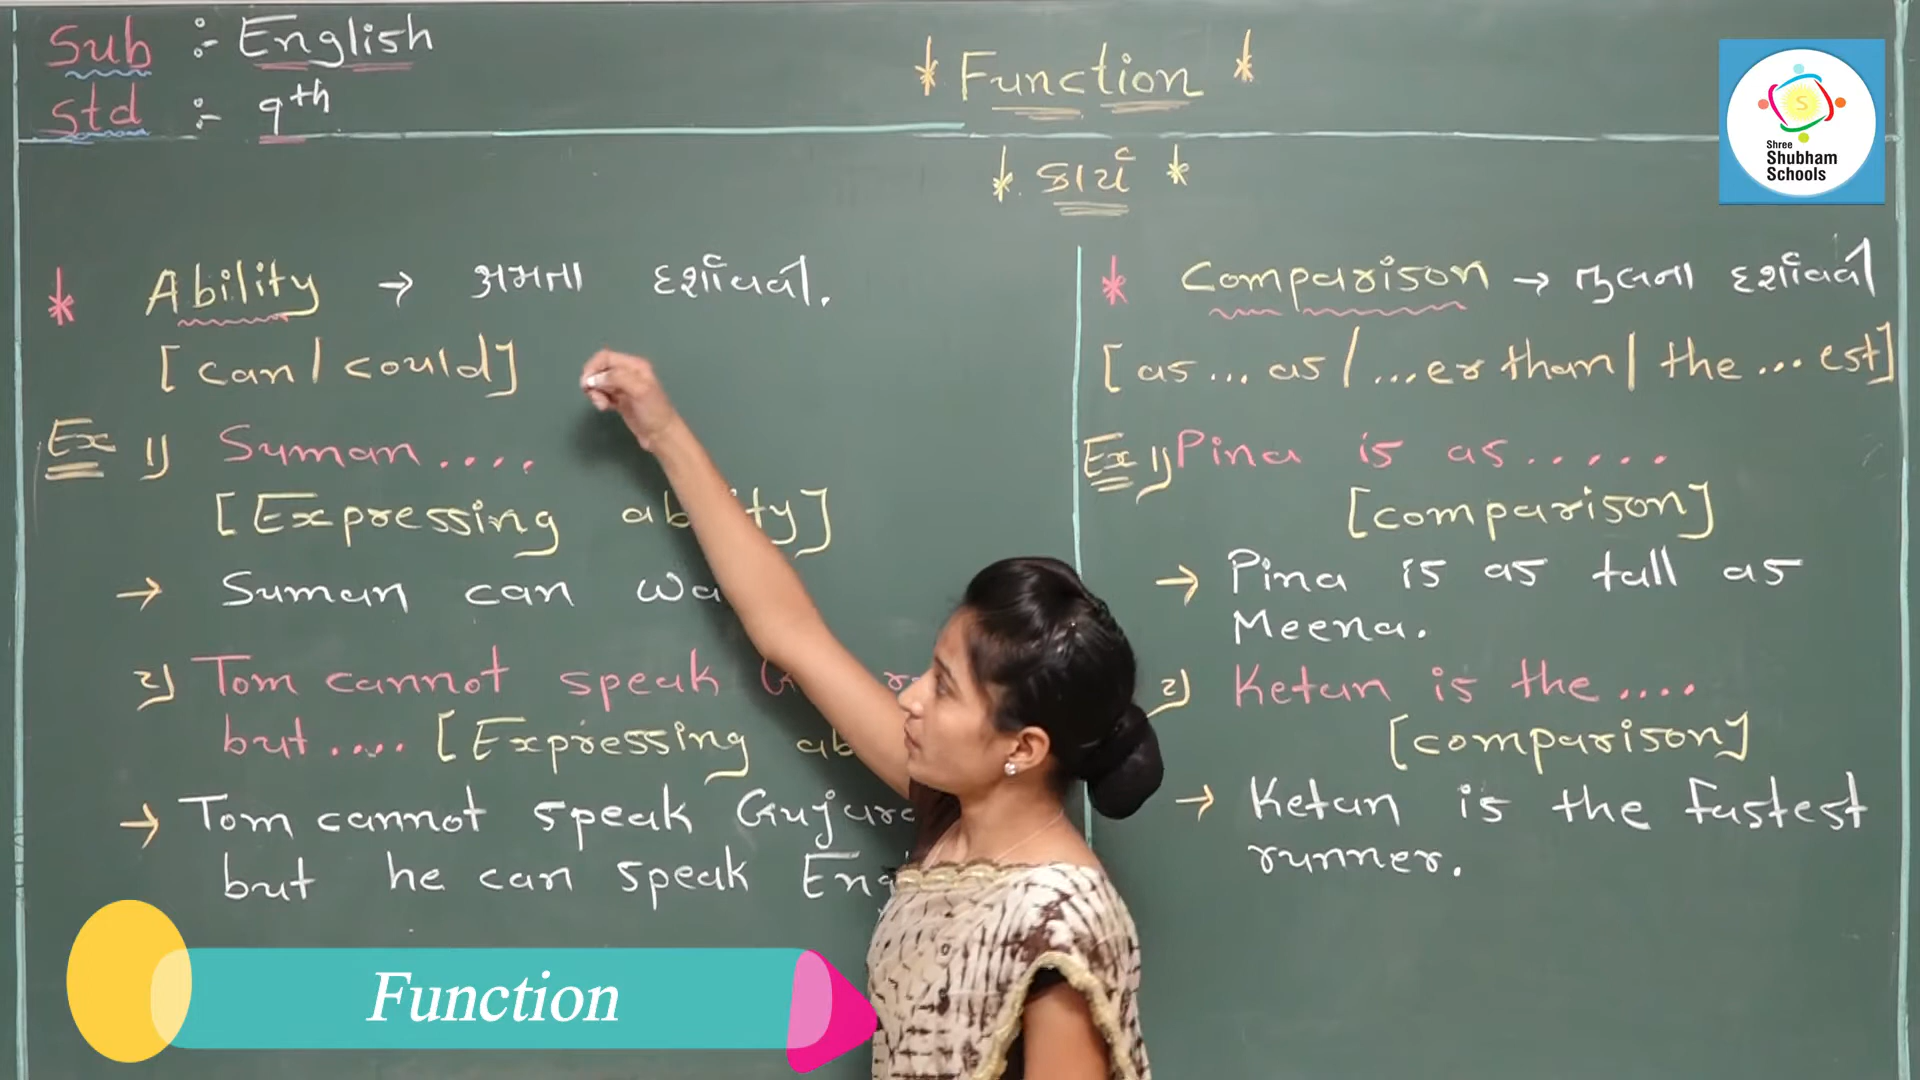 Sub :- English
Std :- 9th
* Function *
Shree
Shubham
Schools
* કાર્ય *
* Ability → ક્ષમતા દર્શાવવી.
[can / could]
Ex 1) Suman....
[Expressing ability]
→ Suman can
2) Tom cannot speak
but.... [Expressing
→ Tom cannot speak
but he can speak
* Comparison → તુલના દર્શાવવી
[as ... as / ...er than / the ... est]
Ex 1) Pina is as.....
[comparison]
→ Pina is as tall as
Meena.
2) Ketan is the....
[comparison]
→ Ketan is the fastest
runner.
Function